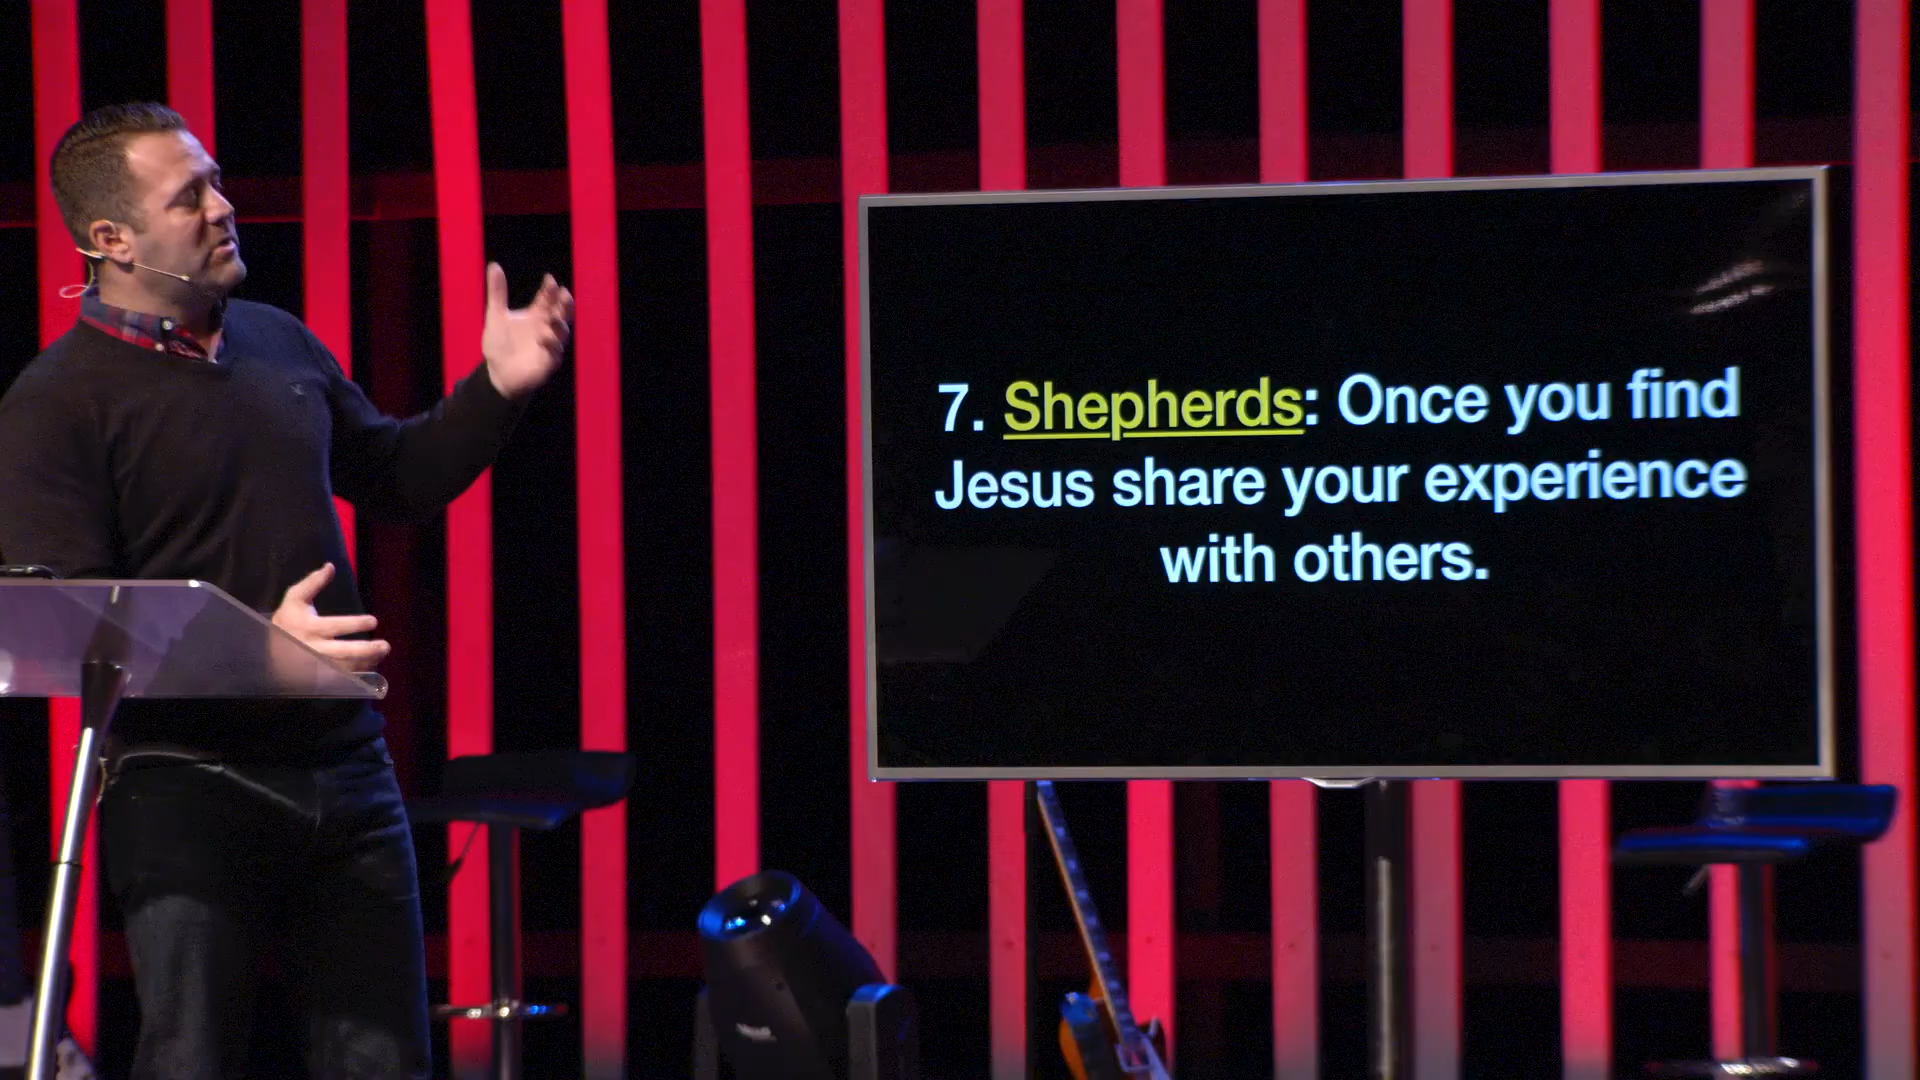 7. Shepherds: Once you find
Jesus share your experience
with others.